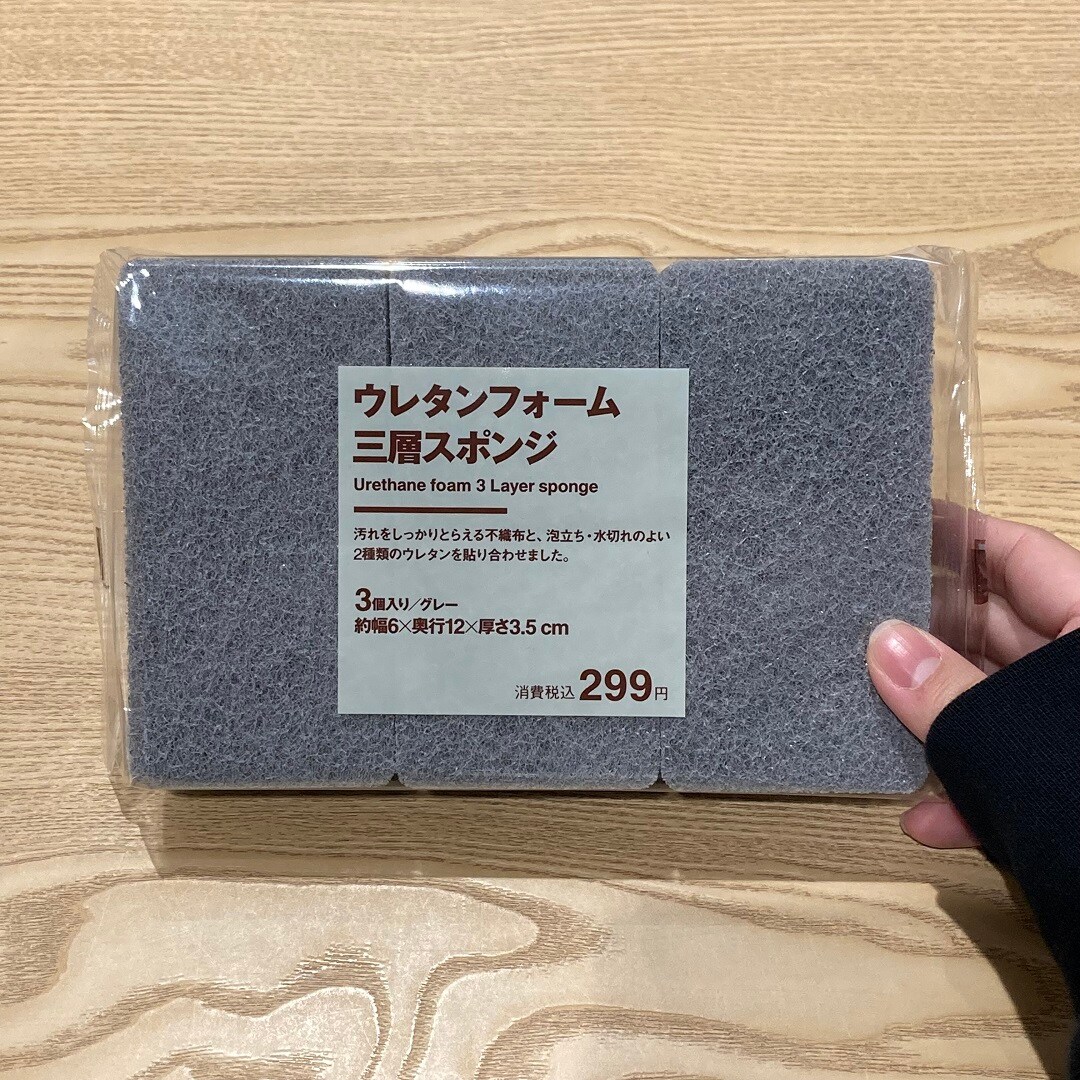 ウレタンフォーム
三層スポンジ
Urethane foam 3 Layer sponge
汚れをしっかりとらえる不織布と、泡立ち・水切れのよい
2種類のウレタンを貼り合わせました。
3個入り／グレー
約幅6×奥行12×厚さ3.5 cm
消費税込 299円